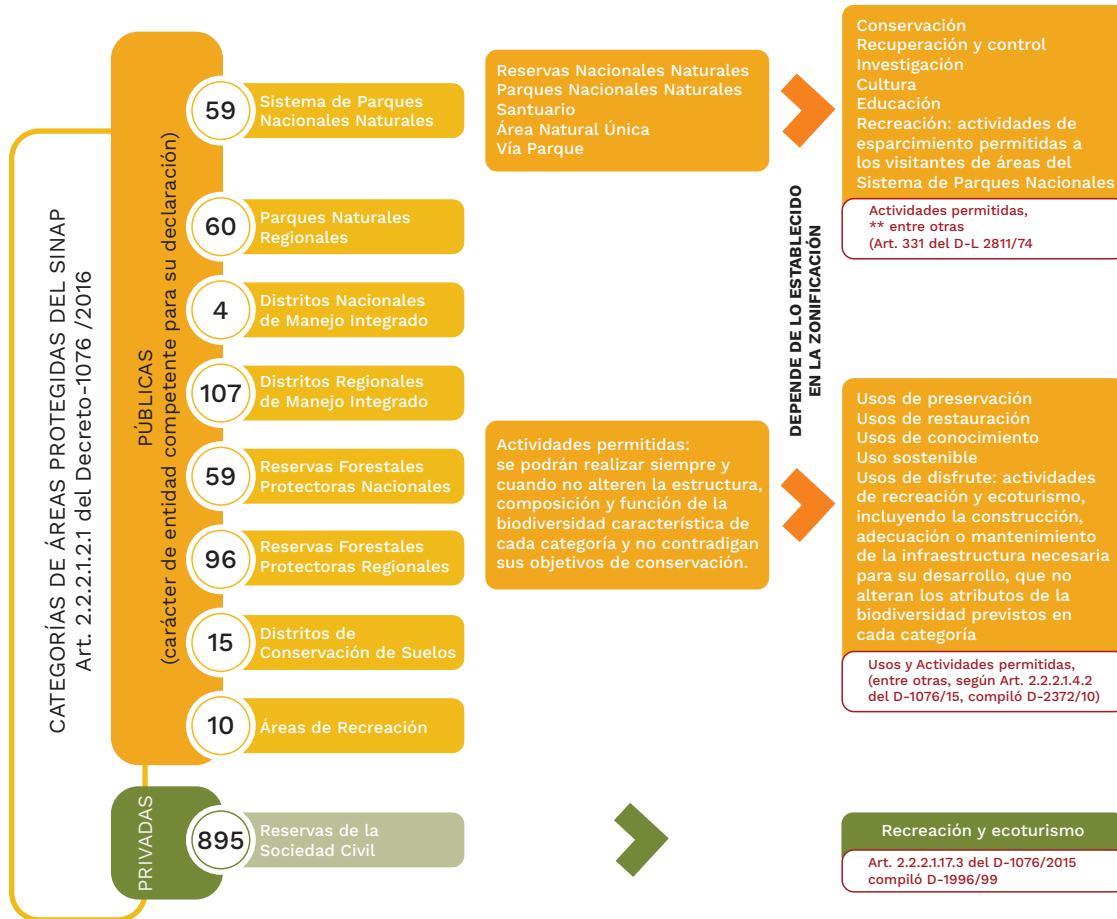 CATEGORÍAS DE ÁREAS PROTEGIDAS DEL SINAP
Art. 2.2.2.1.2.1 del Decreto-1076 /2016
PÚBLICAS
(carácter de entidad competente para su declaración)
59
Sistema de Parques
Nacionales Naturales
60
Parques Naturales
Regionales
4
Distritos Nacionales
de Manejo Integrado
107
Distritos Regionales
de Manejo Integrado
59
Reservas Forestales
Protectoras Nacionales
96
Reservas Forestales
Protectoras Regionales
15
Distritos de
Conservación de Suelos
10
Áreas de Recreación
Reservas Nacionales Naturales
Parques Nacionales Naturales
Santuario
Área Natural Única
Vía Parque
Actividades permitidas:
se podrán realizar siempre y
cuando no alteren la estructura,
composición y función de la
biodiversidad característica de
cada categoría y no contradigan
sus objetivos de conservación.
DEPENDE DE LO ESTABLECIDO
EN LA ZONIFICACIÓN
Conservación
Recuperación y control
Investigación
Cultura
Educación
Recreación: actividades de
esparcimiento permitidas a
los visitantes de áreas del
Sistema de Parques Nacionales
Actividades permitidas,
** entre otras
(Art. 331 del D-L 2811/74
Usos de preservación
Usos de restauración
Usos de conocimiento
Uso sostenible
Usos de disfrute: actividades
de recreación y ecoturismo,
incluyendo la construcción,
adecuación o mantenimiento
de la infraestructura necesaria
para su desarrollo, que no
alteran los atributos de la
biodiversidad previstos en
cada categoría
Usos y Actividades permitidas,
(entre otras, según Art. 2.2.2.1.4.2
del D-1076/15, compiló D-2372/10)
PRIVADAS
895
Reservas de la
Sociedad Civil
Recreación y ecoturismo
Art. 2.2.2.1.17.3 del D-1076/2015
compiló D-1996/99